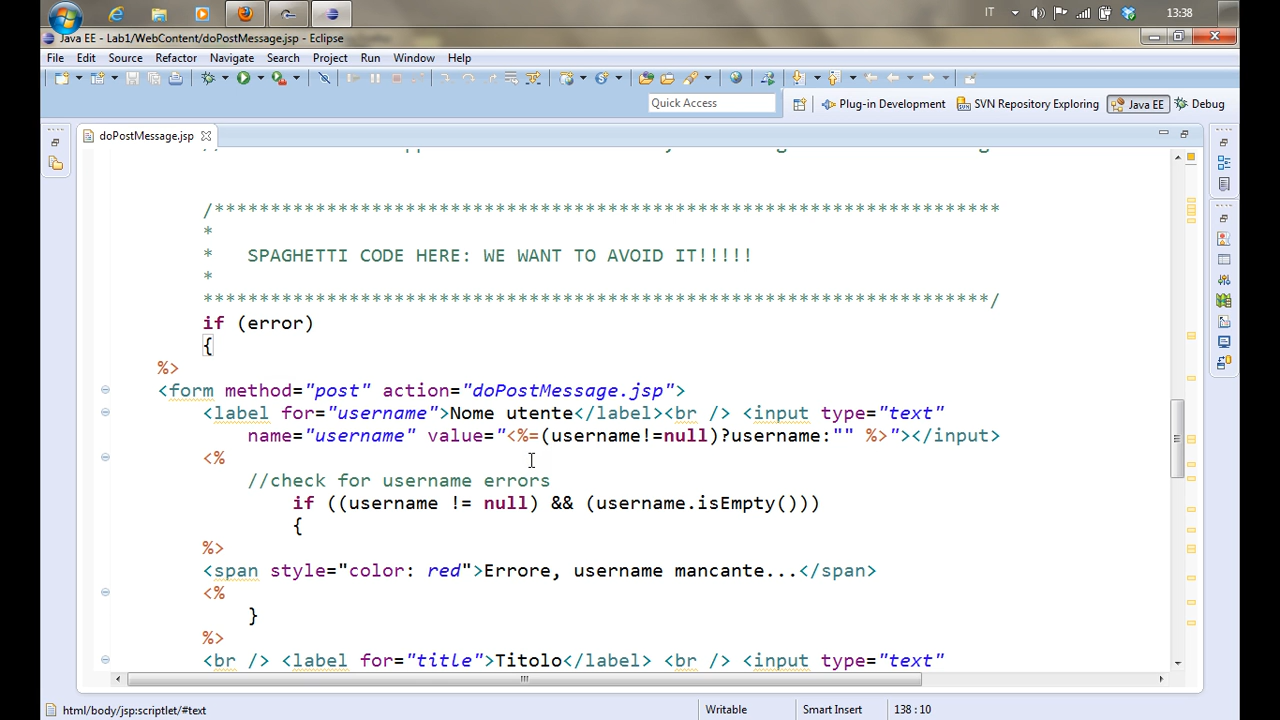 IT 13:38
Java EE - Lab1/WebContent/doPostMessage.jsp - Eclipse
File Edit Source Refactor Navigate Search Project Run Window Help
Quick Access Plug-in Development SVN Repository Exploring Java EE Debug
doPostMessage.jsp
/**********************************************************************
*
* SPAGHETTI CODE HERE: WE WANT TO AVOID IT!!!!!
*
**********************************************************************/
if (error)
{
%>
<form method="post" action="doPostMessage.jsp">
<label for="username">Nome utente</label><br /> <input type="text"
name="username" value="<%=(username!=null)?username:"" %>"></input>
<%
//check for username errors
if ((username != null) && (username.isEmpty()))
{
%>
<span style="color: red">Errore, username mancante...</span>
<%
}
%>
<br /> <label for="title">Titolo</label> <br /> <input type="text"
html/body/jsp:scriptlet/#text Writable Smart Insert 138 : 10